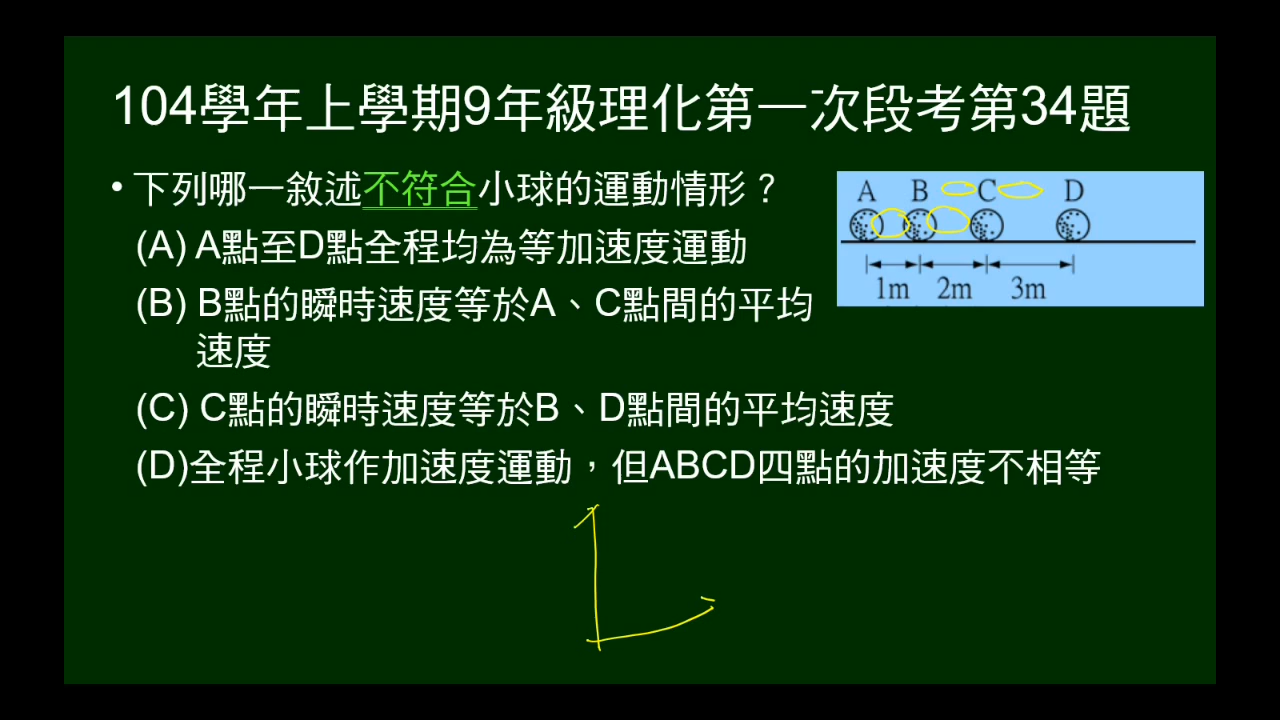 104學年上學期9年級理化第一次段考第34題
• 下列哪一敘述不符合小球的運動情形？
(A) A點至D點全程均為等加速度運動
(B) B點的瞬時速度等於A、C點間的平均
速度
(C) C點的瞬時速度等於B、D點間的平均速度
(D)全程小球作加速度運動，但ABCD四點的加速度不相等
A B C D
1m 2m 3m